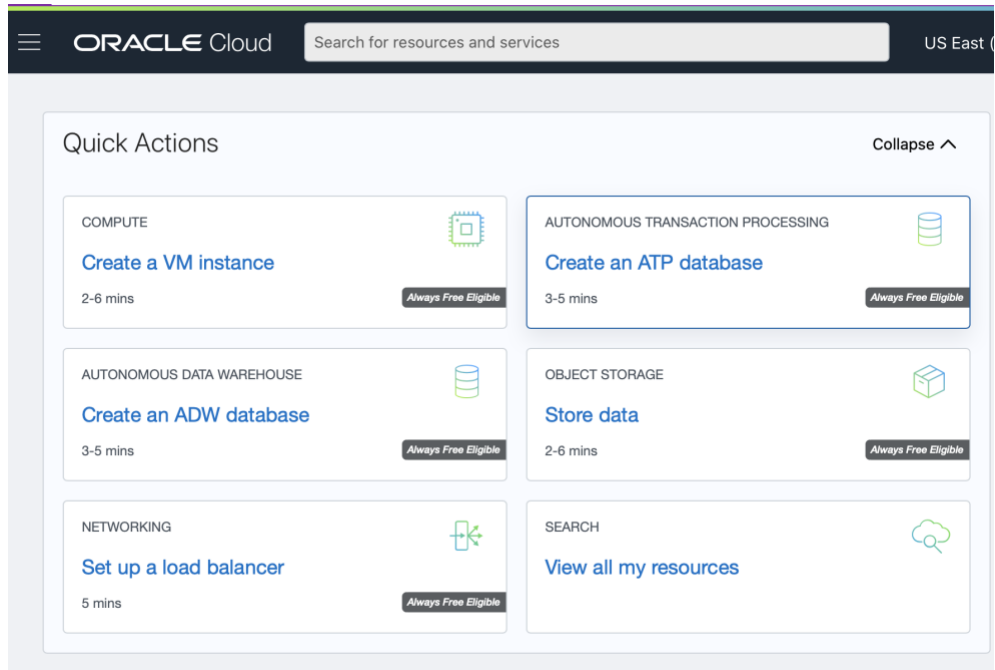 ORACLE Cloud
Search for resources and services
US East (
Quick Actions
Collapse
COMPUTE
Create a VM instance
2-6 mins
Always Free Eligible
AUTONOMOUS TRANSACTION PROCESSING
Create an ATP database
3-5 mins
Always Free Eligible
AUTONOMOUS DATA WAREHOUSE
Create an ADW database
3-5 mins
Always Free Eligible
OBJECT STORAGE
Store data
2-6 mins
Always Free Eligible
NETWORKING
Set up a load balancer
5 mins
Always Free Eligible
SEARCH
View all my resources